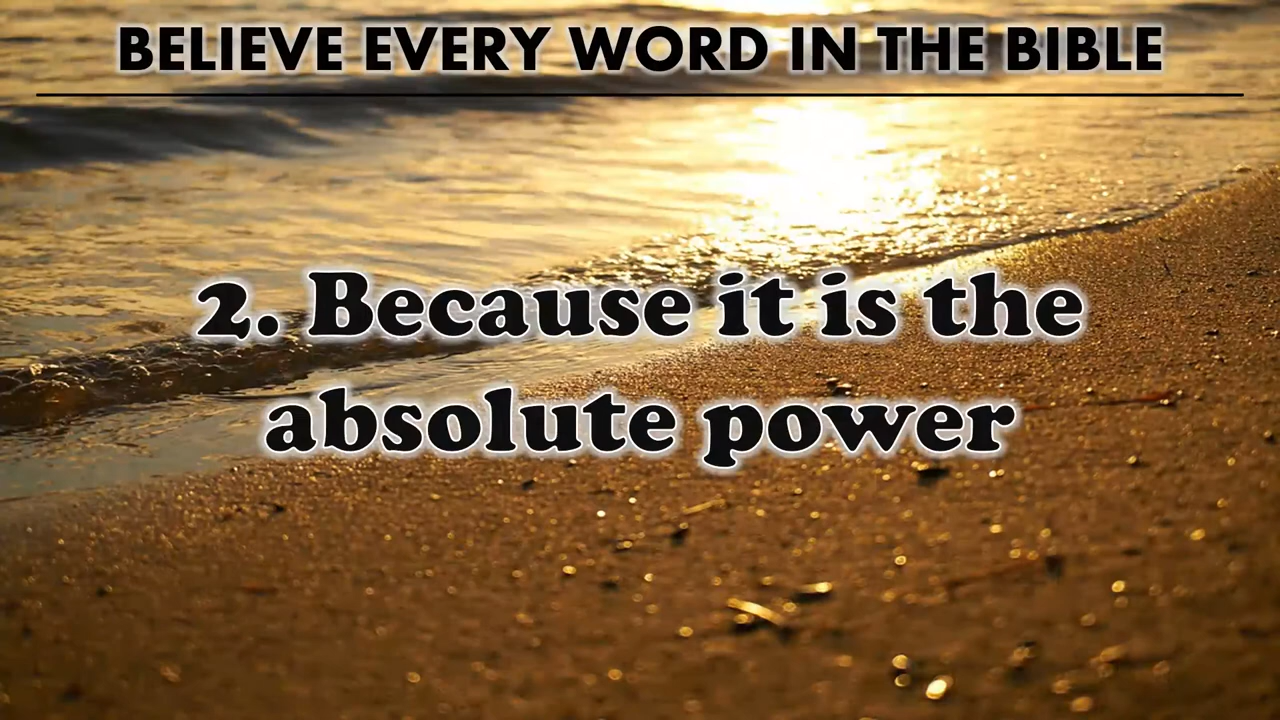 BELIEVE EVERY WORD IN THE BIBLE
2. Because it is the
absolute power